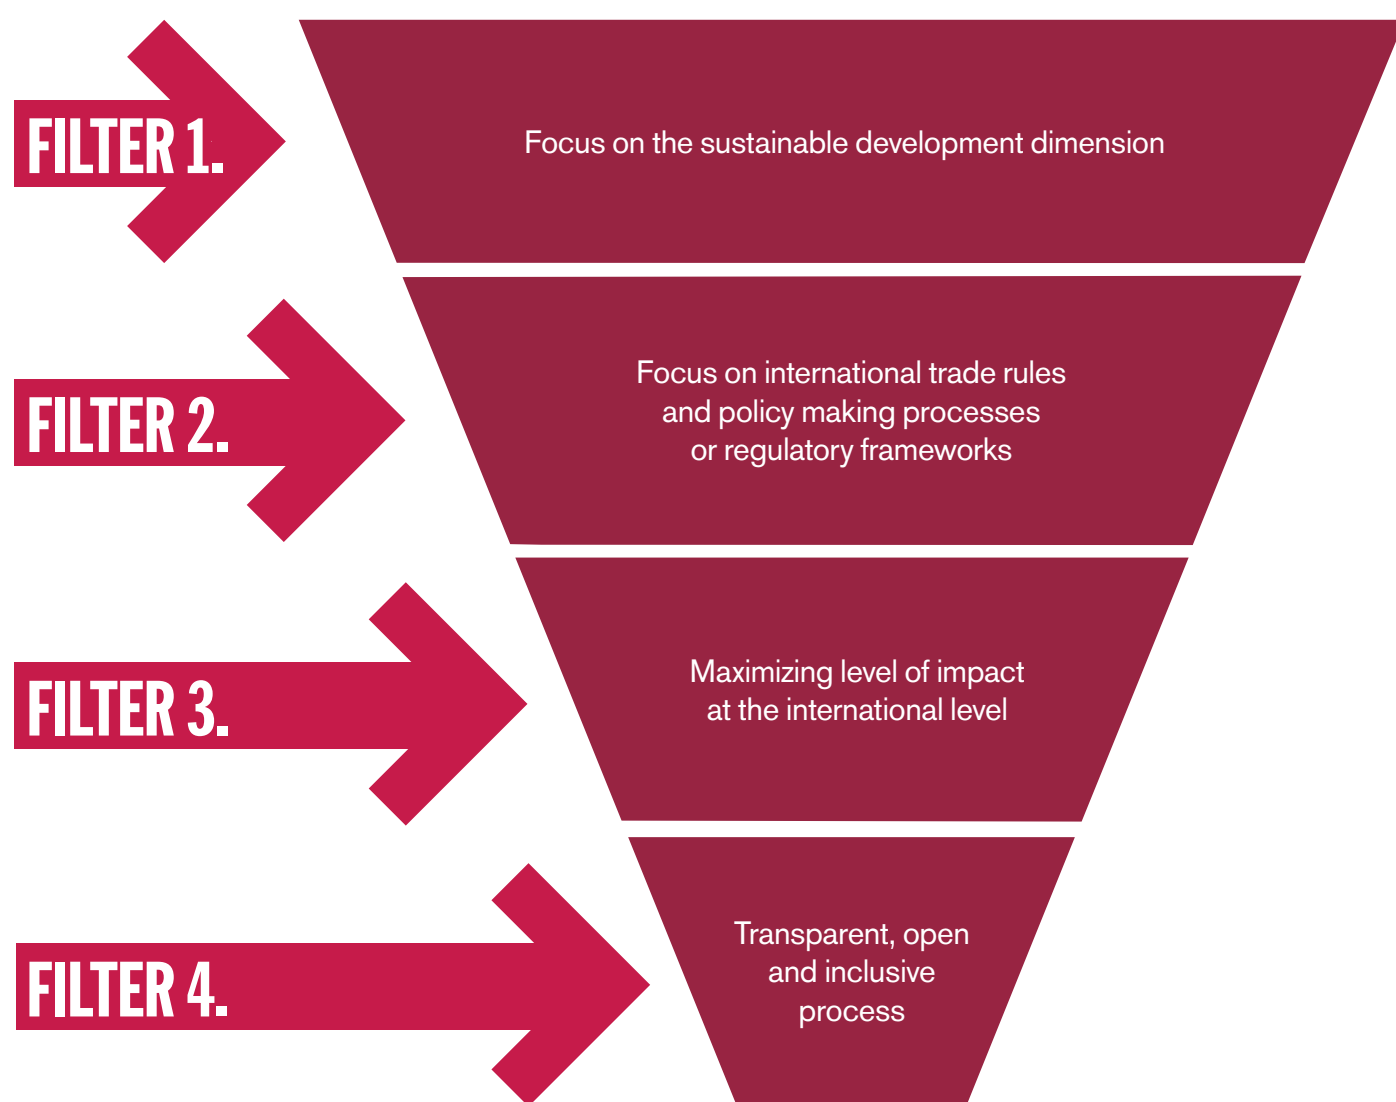 FILTER 1.
Focus on the sustainable development dimension
FILTER 2.
Focus on international trade rules
and policy making processes
or regulatory frameworks
FILTER 3.
Maximizing level of impact
at the international level
FILTER 4.
Transparent, open
and inclusive
process